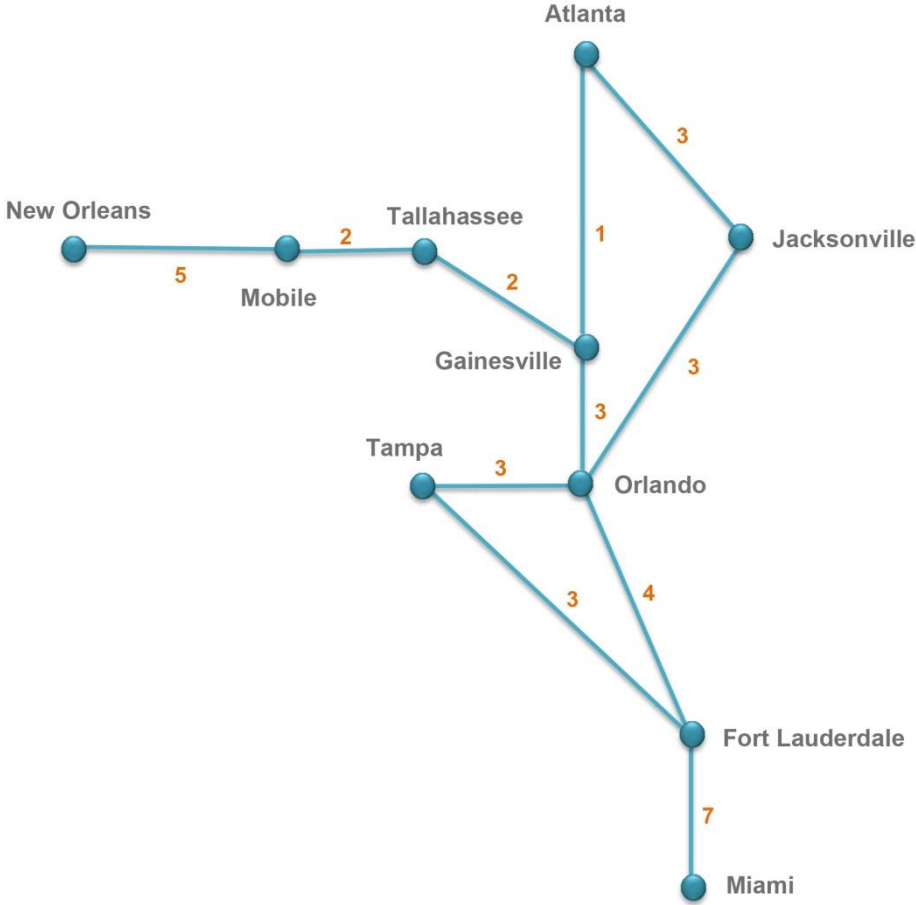 Atlanta
3
New Orleans
Tallahassee
2
1
Jacksonville
5
2
Mobile
Gainesville
3
3
Tampa
3
Orlando
3
4
Fort Lauderdale
7
Miami